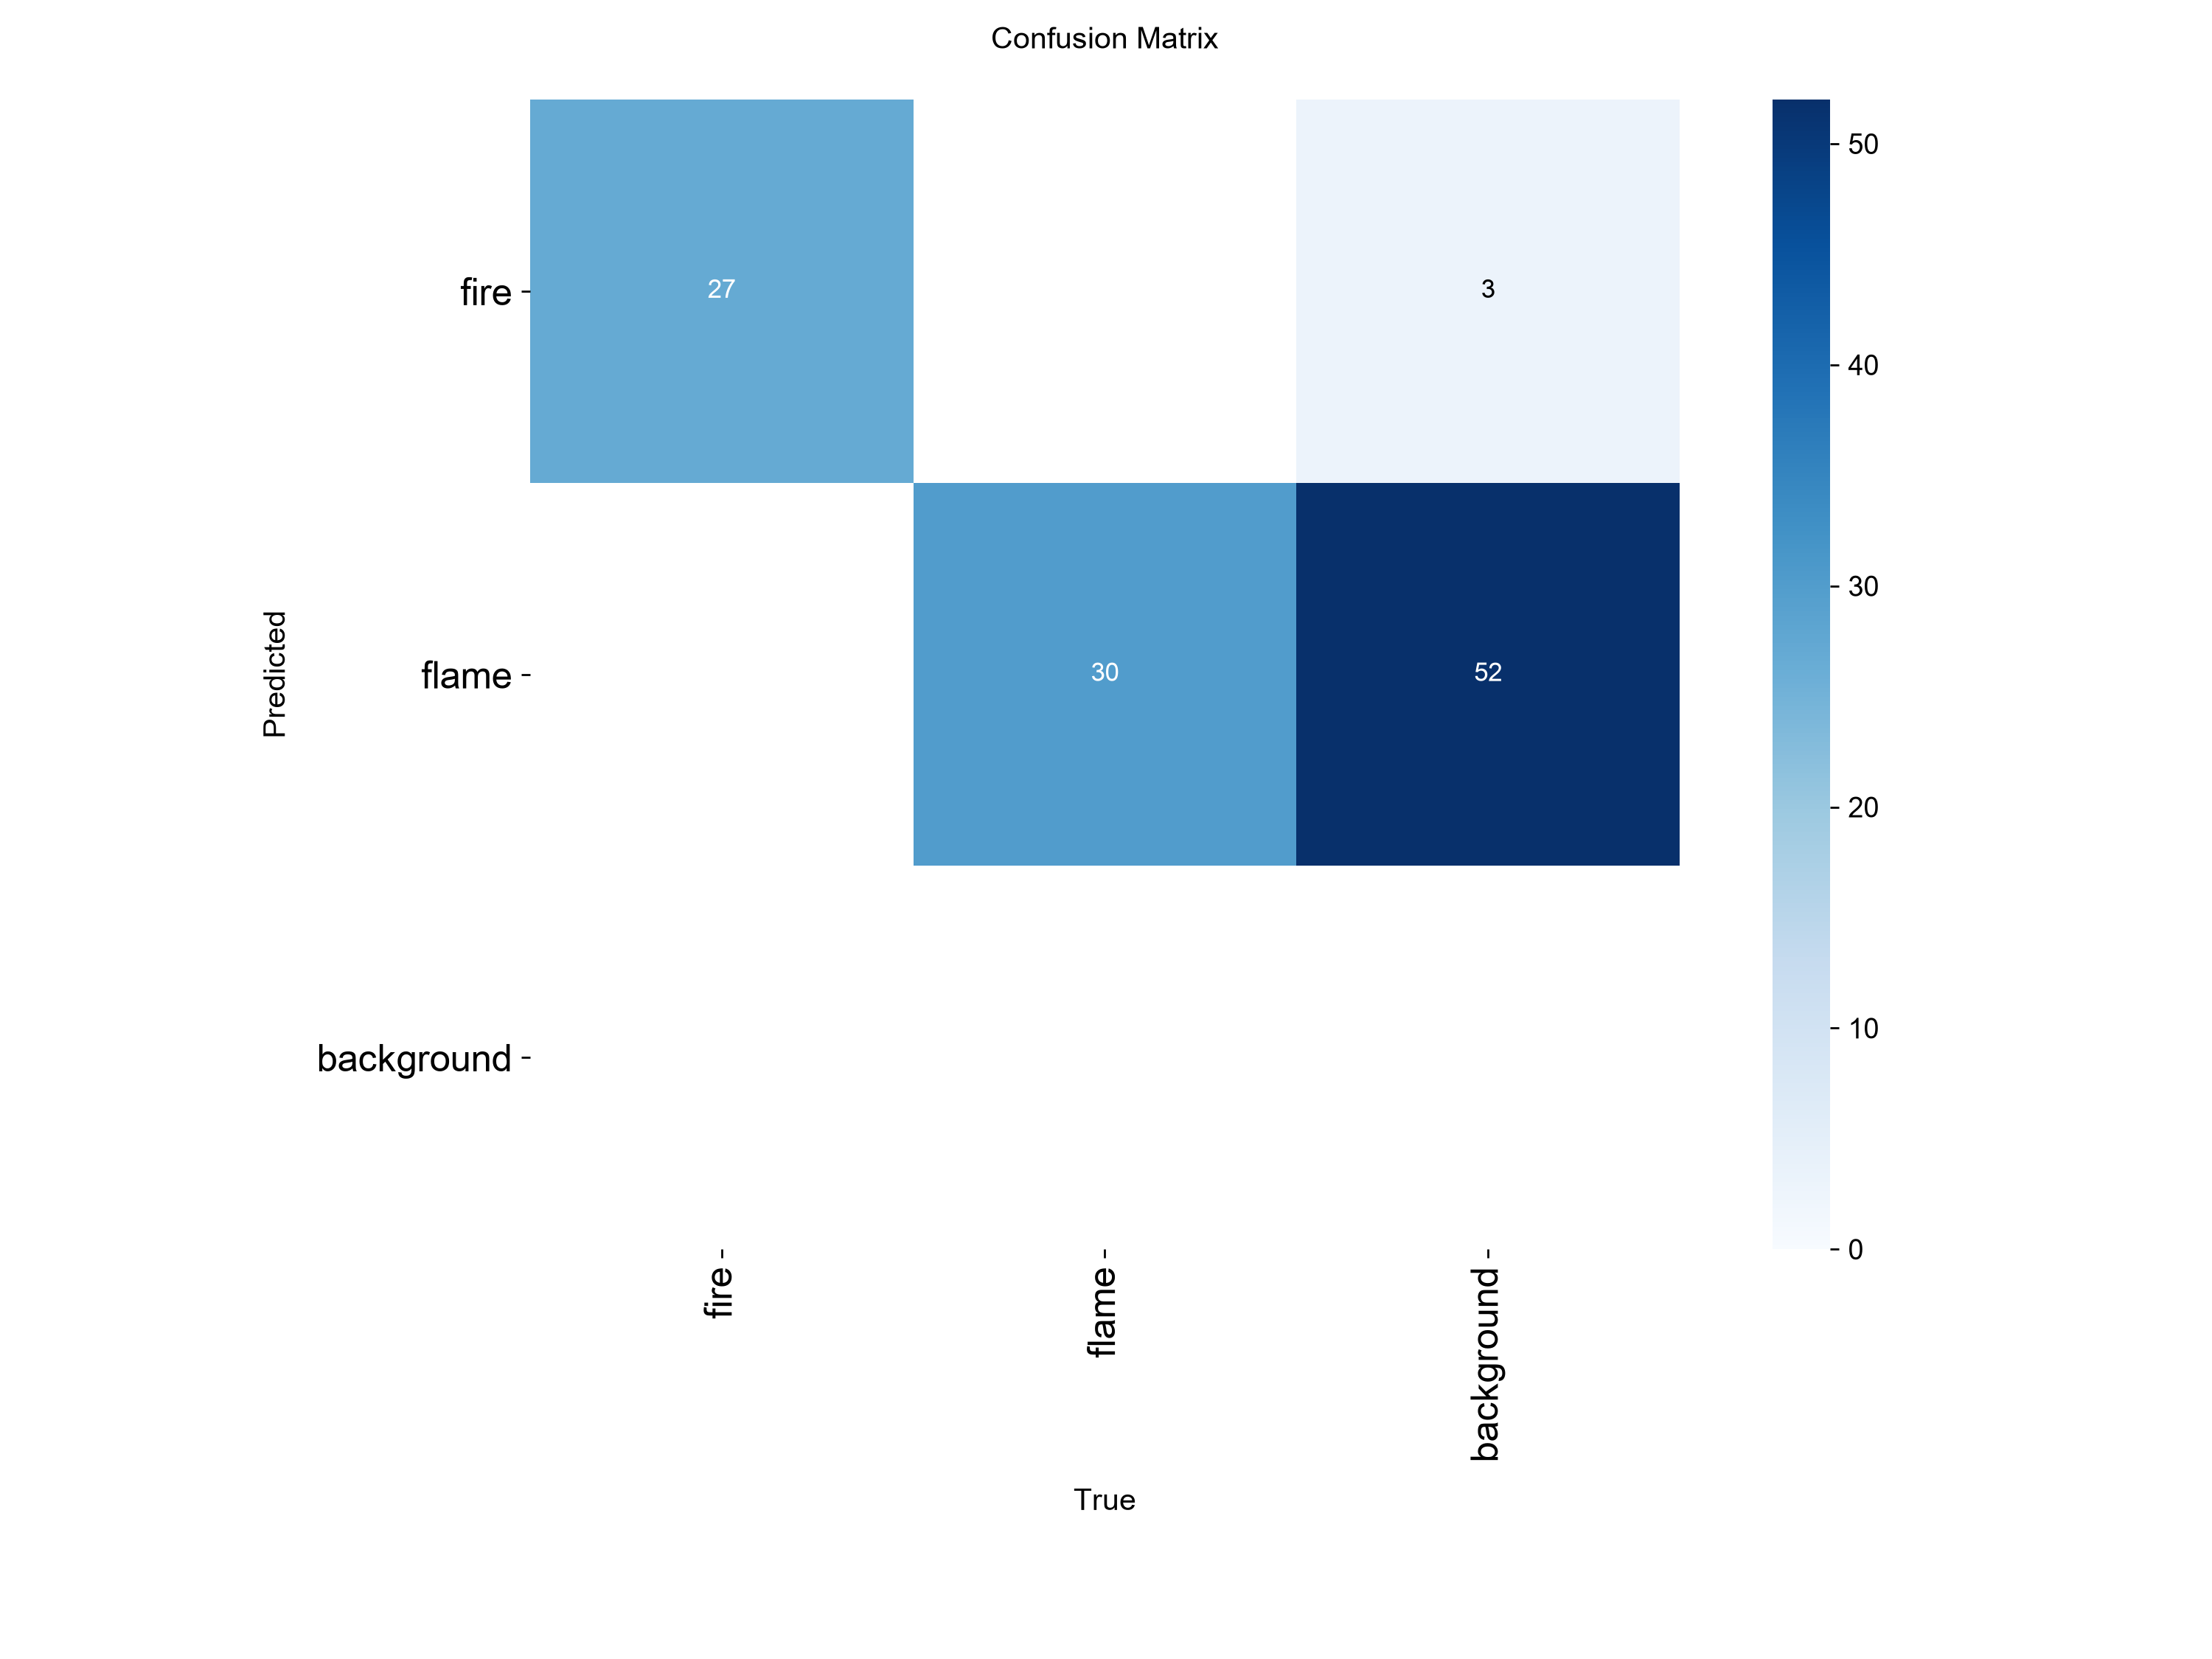 Confusion Matrix
fire
27
3
flame
30
52
background
Predicted
fire
flame
background
True
50
40
30
20
10
0